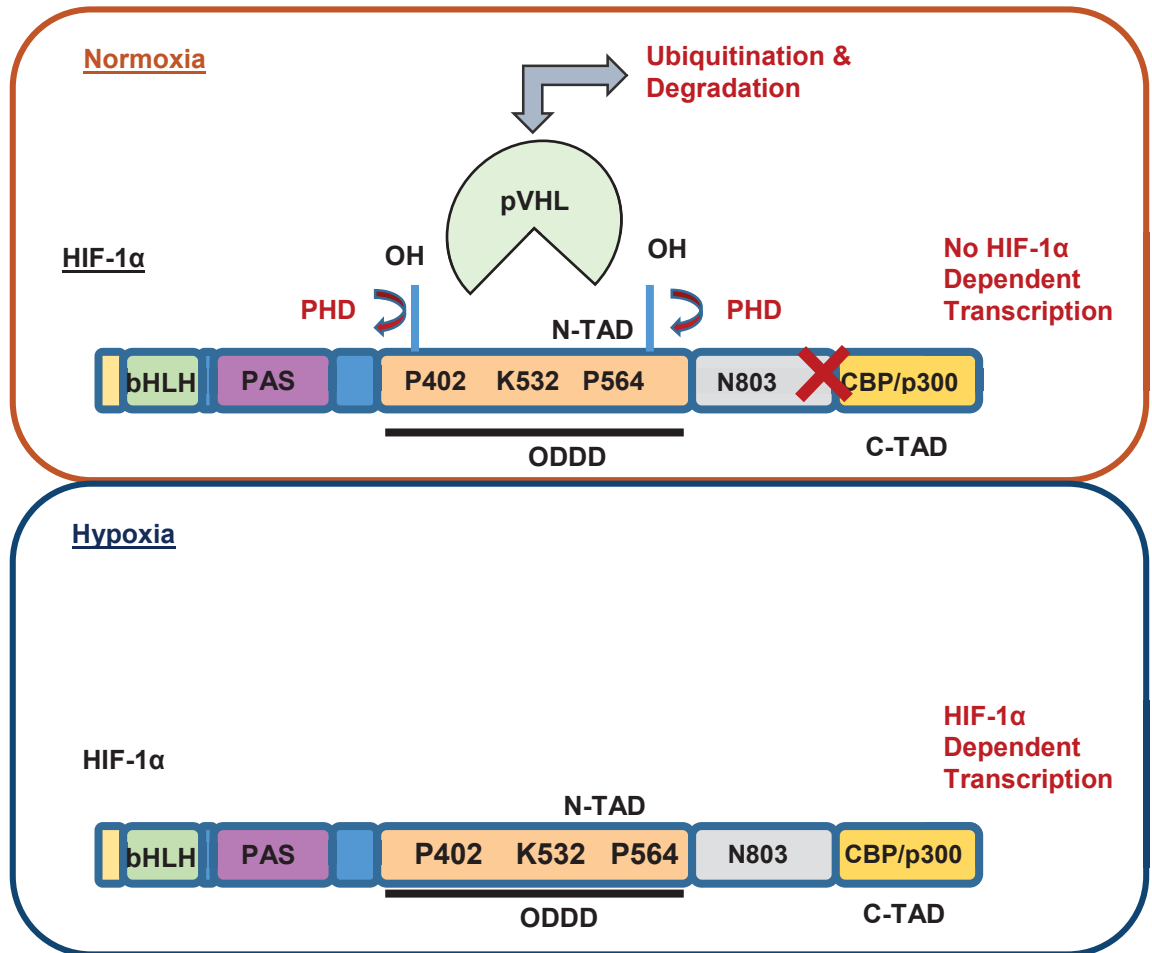 Normoxia
Ubiquitination &
Degradation
pVHL
OH
OH
HIF-1α
No HIF-1α
Dependent
Transcription
PHD
PHD
N-TAD
bHLH
PAS
P402
K532
P564
N803
CBP/p300
ODDD
C-TAD
Hypoxia
HIF-1α
Dependent
Transcription
HIF-1α
N-TAD
bHLH
PAS
P402
K532
P564
N803
CBP/p300
ODDD
C-TAD